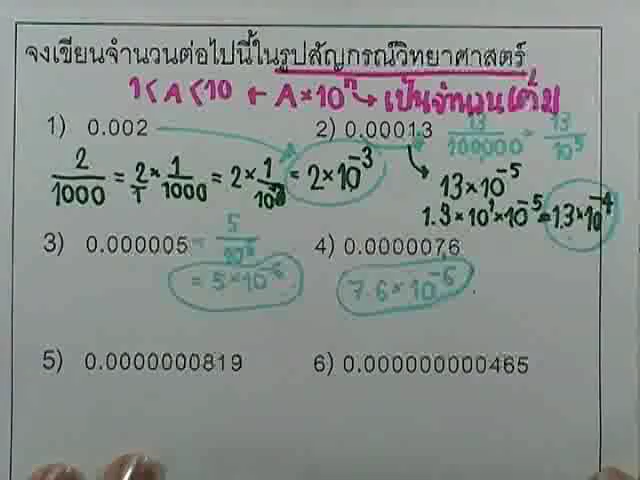 จงเขียนจำนวนต่อไปนี้ในรูปสัญกรณ์วิทยาศาสตร์
1 < A < 10 ← A × 10ⁿ → เป็นจำนวนเต็ม
1) 0.002
2/1000 = 2/1 × 1/1000 = 2 × 1/10³ = 2 × 10⁻³
2) 0.00013 13/100,000 = 13/10⁵
13 × 10⁻⁵
1.3 × 10¹ × 10⁻⁵ = 1.3 × 10⁻⁴
3) 0.000005 = 5/10⁶
= 5 × 10⁻⁶
4) 0.0000076
7.6 × 10⁻⁶
5) 0.0000000819
6) 0.000000000465